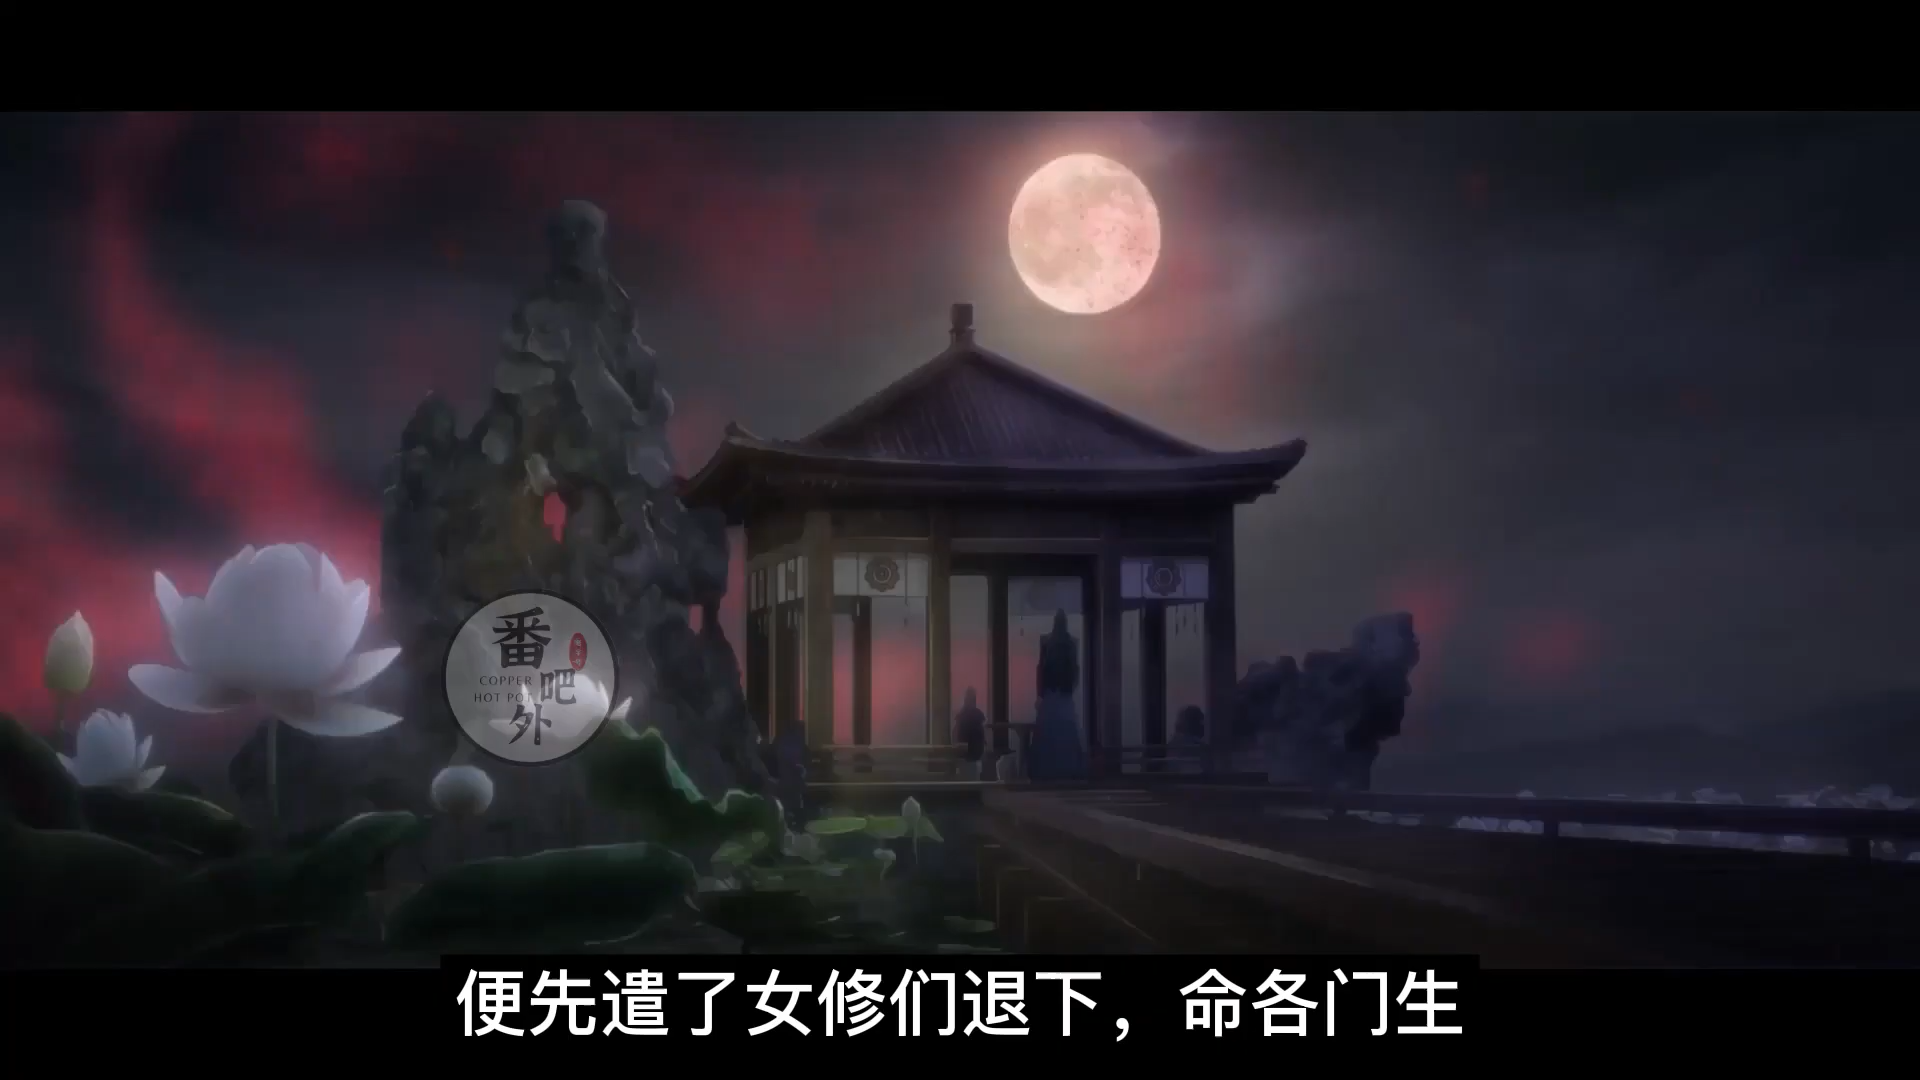 番
COPPER
吧
HOT POT
外
便先遣了女修们退下，命各门生